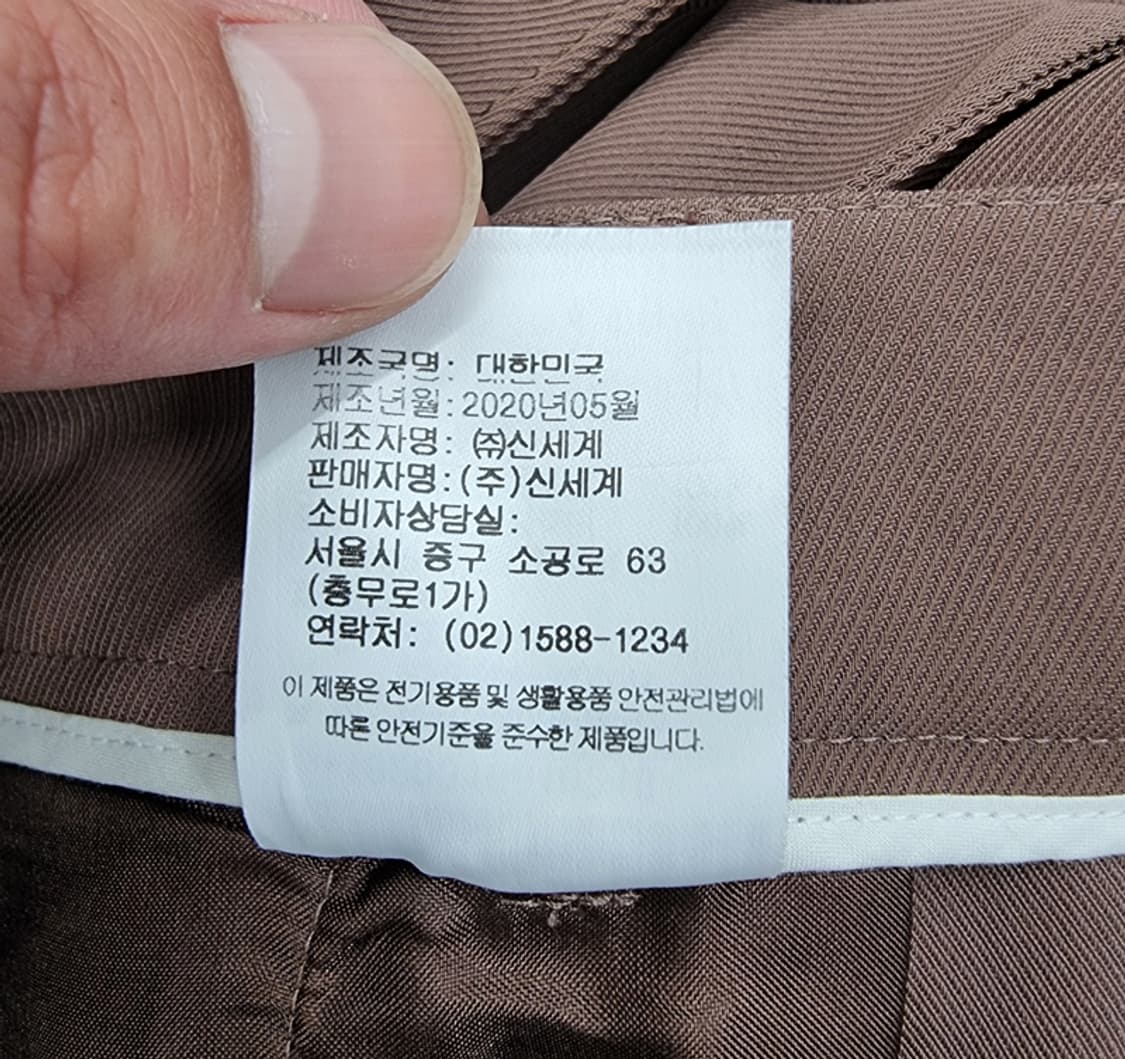 제조국명: 대한민국
제조년월:2020년05월
제조자명: ㈜신세계
판매자명:(주)신세계
소비자상담실:
서울시 중구 소공로 63
(충무로1가)
연락처: (02)1588-1234
이 제품은 전기용품 및 생활용품 안전관리법에
따른 안전기준을 준수한 제품입니다.